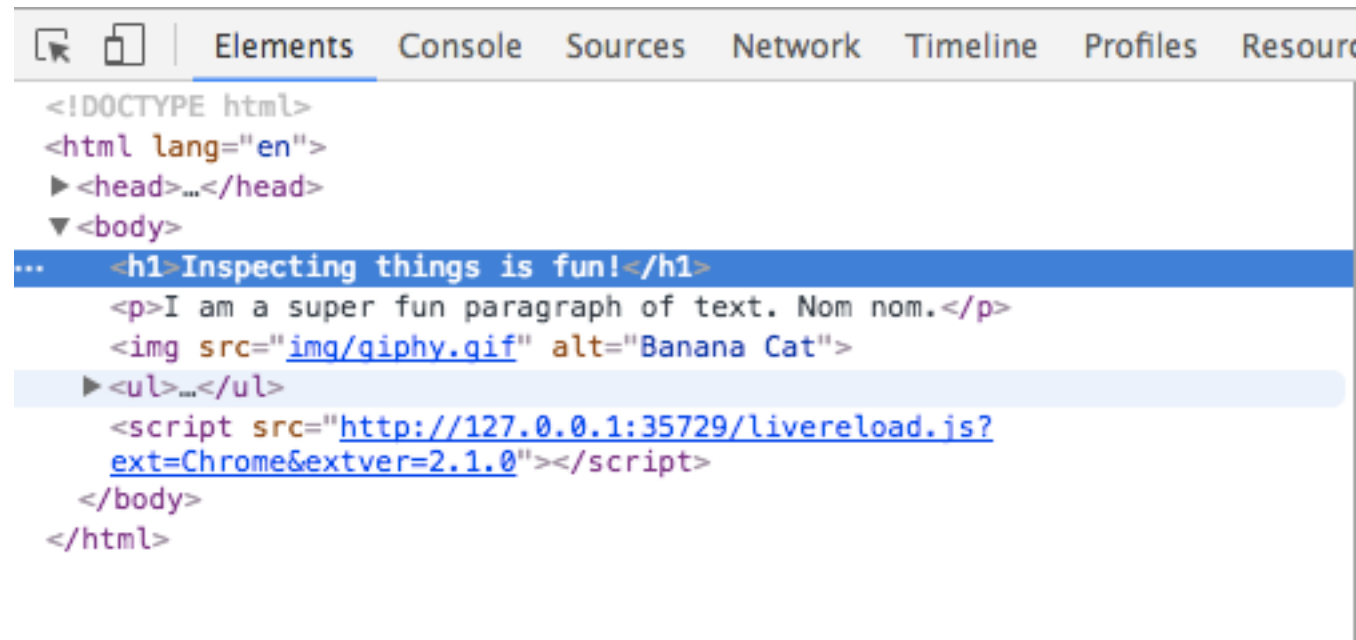 Elements Console Sources Network Timeline Profiles Resourc
<!DOCTYPE html>
<html lang="en">
<head>…</head>
<body>
<h1>Inspecting things is fun!</h1>
<p>I am a super fun paragraph of text. Nom nom.</p>
<img src="img/giphy.gif" alt="Banana Cat">
<ul>…</ul>
<script src="http://127.0.0.1:35729/livereload.js?
ext=Chrome&extver=2.1.0"></script>
</body>
</html>